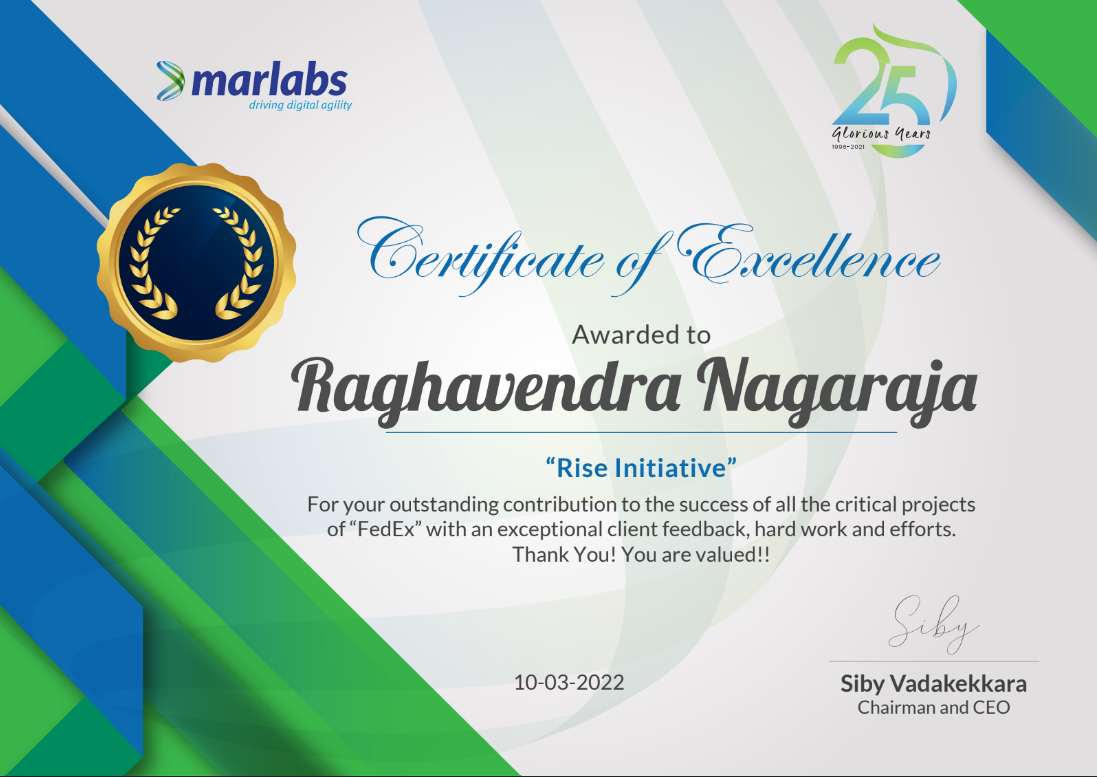 marlabs
driving digital agility
25
Glorious Years
1996-2021
Certificate of Excellence
Awarded to
Raghavendra Nagaraja
“Rise Initiative”
For your outstanding contribution to the success of all the critical projects
of “FedEx” with an exceptional client feedback, hard work and efforts.
Thank You! You are valued!!
Siby
10-03-2022
Siby Vadakekkara
Chairman and CEO